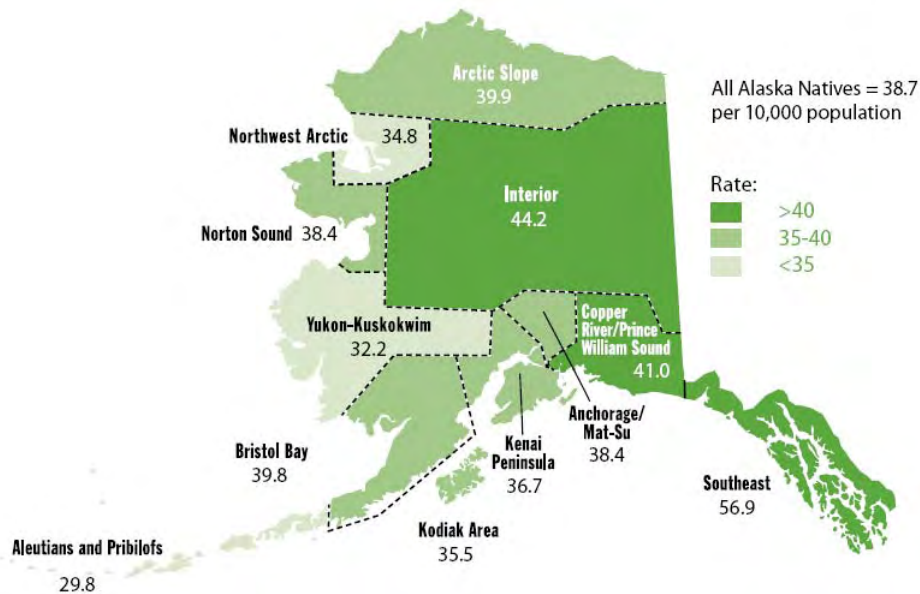 Arctic Slope
39.9
All Alaska Natives = 38.7
per 10,000 population
Northwest Arctic
34.8
Interior
44.2
Rate:
>40
35-40
<35
Norton Sound
38.4
Yukon-Kuskokwim
32.2
Copper
River/Prince
William Sound
41.0
Anchorage/
Mat-Su
38.4
Kenai
Peninsula
36.7
Bristol Bay
39.8
Southeast
56.9
Kodiak Area
35.5
Aleutians and Pribilofs
29.8